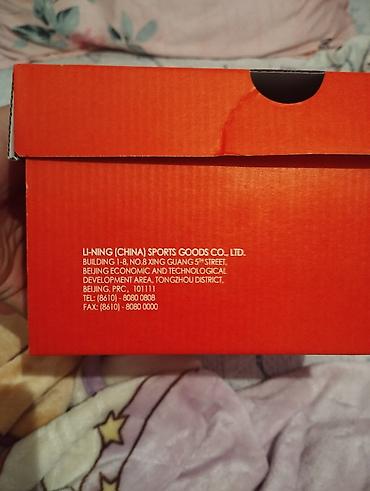 LI-NING (CHINA) SPORTS GOODS CO., LTD.
BUILDING 1-8, NO.8 XING GUANG 5TH STREET,
BEIJING ECONOMIC AND TECHNOLOGICAL
DEVELOPMENT AREA, TONGZHOU DISTRICT,
BEIJING, PRC, 101111
TEL: (8610) - 8080 0808
FAX: (8610) - 8080 0000